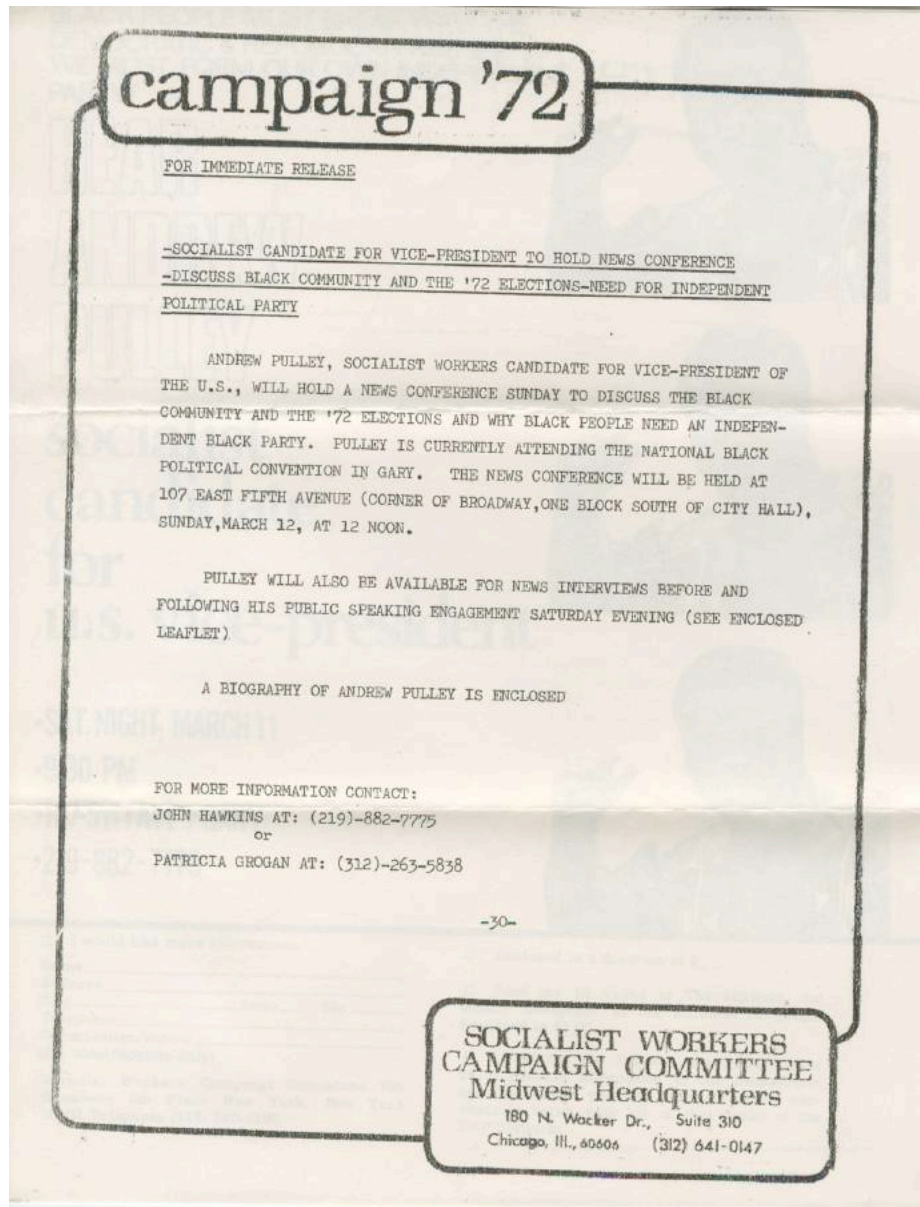 campaign '72
FOR IMMEDIATE RELEASE
-SOCIALIST CANDIDATE FOR VICE-PRESIDENT TO HOLD NEWS CONFERENCE
-DISCUSS BLACK COMMUNITY AND THE '72 ELECTIONS-NEED FOR INDEPENDENT
POLITICAL PARTY
ANDREW PULLEY, SOCIALIST WORKERS CANDIDATE FOR VICE-PRESIDENT OF
THE U.S., WILL HOLD A NEWS CONFERENCE SUNDAY TO DISCUSS THE BLACK
COMMUNITY AND THE '72 ELECTIONS AND WHY BLACK PEOPLE NEED AN INDEPEN-
DENT BLACK PARTY. PULLEY IS CURRENTLY ATTENDING THE NATIONAL BLACK
POLITICAL CONVENTION IN GARY. THE NEWS CONFERENCE WILL BE HELD AT
107 EAST FIFTH AVENUE (CORNER OF BROADWAY,ONE BLOCK SOUTH OF CITY HALL),
SUNDAY,MARCH 12, AT 12 NOON.
PULLEY WILL ALSO BE AVAILABLE FOR NEWS INTERVIEWS BEFORE AND
FOLLOWING HIS PUBLIC SPEAKING ENGAGEMENT SATURDAY EVENING (SEE ENCLOSED
LEAFLET)
A BIOGRAPHY OF ANDREW PULLEY IS ENCLOSED
FOR MORE INFORMATION CONTACT:
JOHN HAWKINS AT: (219)-882-7775
or
PATRICIA GROGAN AT: (312)-263-5838
-30-
SOCIALIST WORKERS
CAMPAIGN COMMITTEE
Midwest Headquarters
180 N. Wacker Dr., Suite 310
Chicago, Ill., 60606 (312) 641-0147